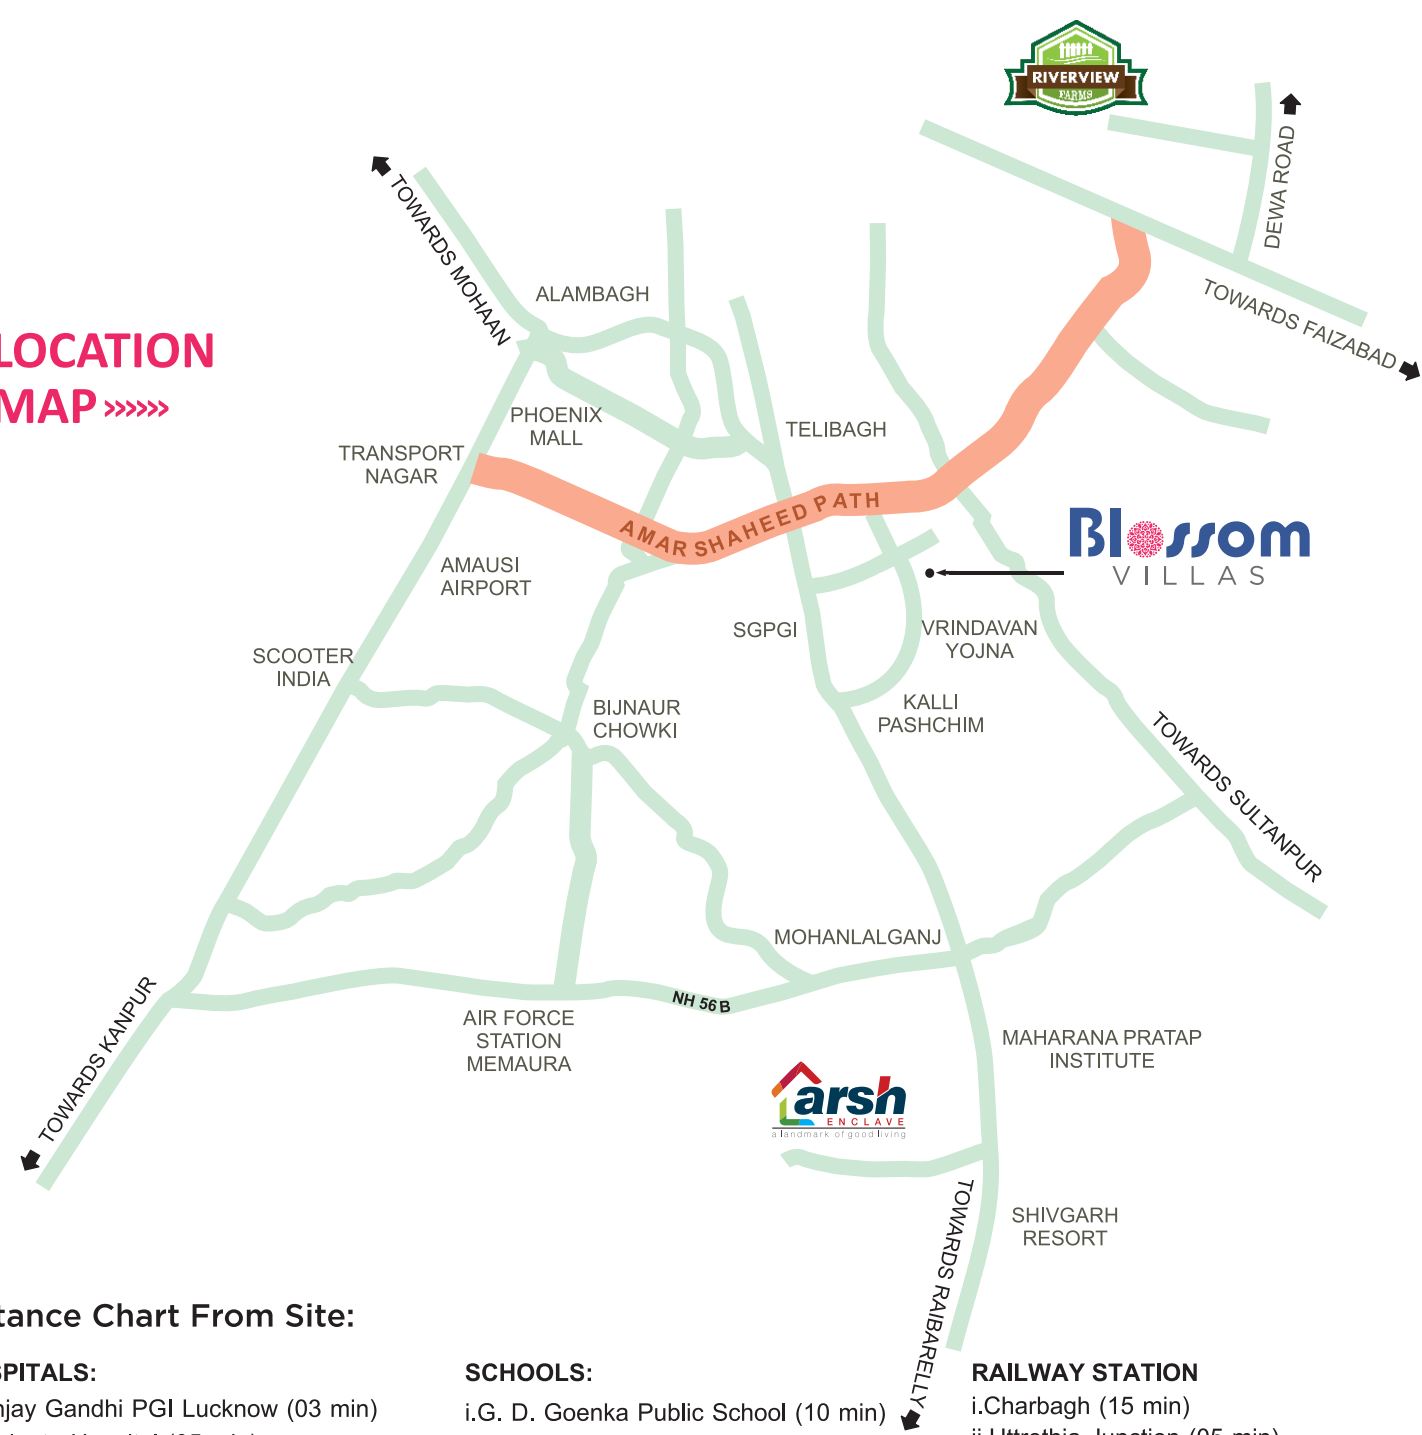 RIVERVIEW
FARMS
DEWA ROAD
TOWARDS MOHAAN
ALAMBAGH
TOWARDS FAIZABAD
LOCATION
MAP »»»
PHOENIX
MALL
TELIBAGH
TRANSPORT
NAGAR
AMAR SHAHEED PATH
Blossom
VILLAS
AMAUSI
AIRPORT
SGPGI
VRINDAVAN
YOJNA
SCOOTER
INDIA
BIJNAUR
CHOWKI
KALLI
PASHCHIM
TOWARDS SULTANPUR
MOHANLALGANJ
NH 56B
TOWARDS KANPUR
AIR FORCE
STATION
MEMAURA
MAHARANA PRATAP
INSTITUTE
arsh
ENCLAVE
a landmark of good living
TOWARDS RAIBARELLY
SHIVGARH
RESORT
tance Chart From Site:
SPITALS:
njay Gandhi PGI Lucknow (03 min)
SCHOOLS:
i.G. D. Goenka Public School (10 min)
RAILWAY STATION
i.Charbagh (15 min)